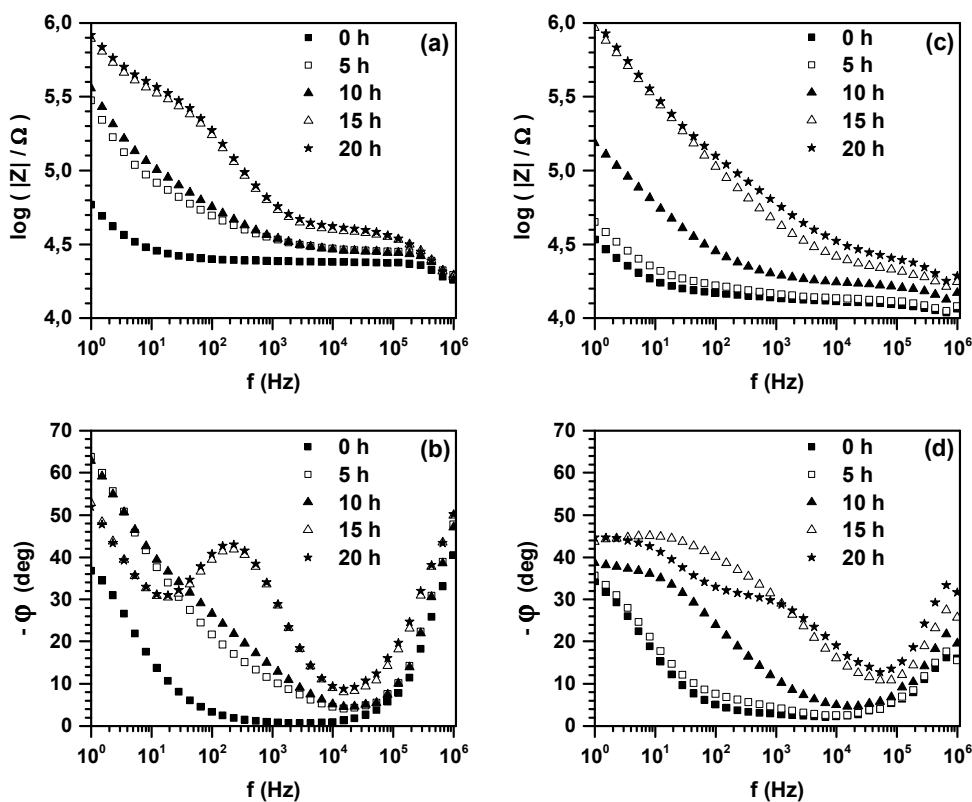 (a)
0 h
5 h
10 h
15 h
20 h
6,0
5,5
5,0
4,5
4,0
log ( |Z| / Ω )
10⁰ 10¹ 10² 10³ 10⁴ 10⁵ 10⁶
f (Hz)
(c)
0 h
5 h
10 h
15 h
20 h
6,0
5,5
5,0
4,5
4,0
log ( |Z| / Ω )
10⁰ 10¹ 10² 10³ 10⁴ 10⁵ 10⁶
f (Hz)
(b)
0 h
5 h
10 h
15 h
20 h
70
60
50
40
30
20
10
0
- φ (deg)
10⁰ 10¹ 10² 10³ 10⁴ 10⁵ 10⁶
f (Hz)
(d)
0 h
5 h
10 h
15 h
20 h
70
60
50
40
30
20
10
0
- φ (deg)
10⁰ 10¹ 10² 10³ 10⁴ 10⁵ 10⁶
f (Hz)